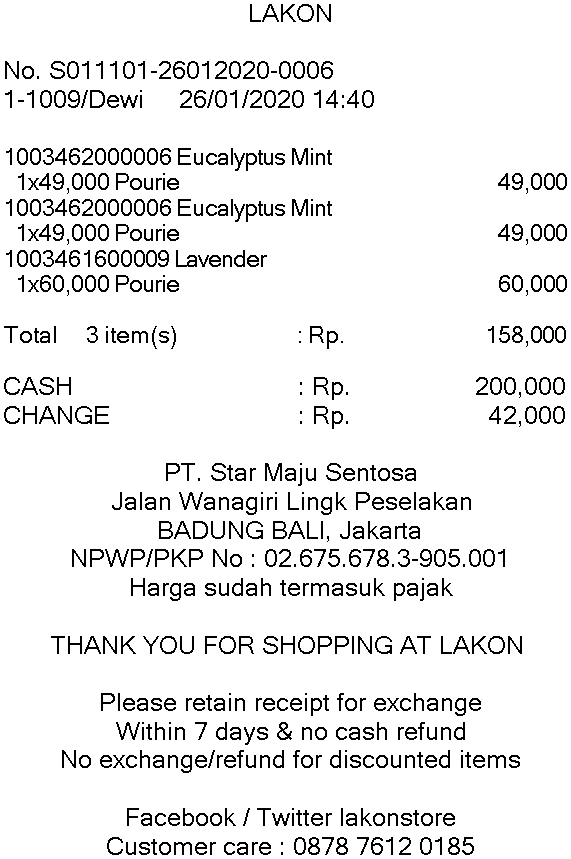 LAKON
No. S011101-26012020-0006
1-1009/Dewi 26/01/2020 14:40
1003462000006 Eucalyptus Mint
1x49,000 Pourie 49,000
1003462000006 Eucalyptus Mint
1x49,000 Pourie 49,000
1003461600009 Lavender
1x60,000 Pourie 60,000
Total 3 item(s) : Rp. 158,000
CASH : Rp. 200,000
CHANGE : Rp. 42,000
PT. Star Maju Sentosa
Jalan Wanagiri Lingk Peselakan
BADUNG BALI, Jakarta
NPWP/PKP No : 02.675.678.3-905.001
Harga sudah termasuk pajak
THANK YOU FOR SHOPPING AT LAKON
Please retain receipt for exchange
Within 7 days & no cash refund
No exchange/refund for discounted items
Facebook / Twitter lakonstore
Customer care : 0878 7612 0185